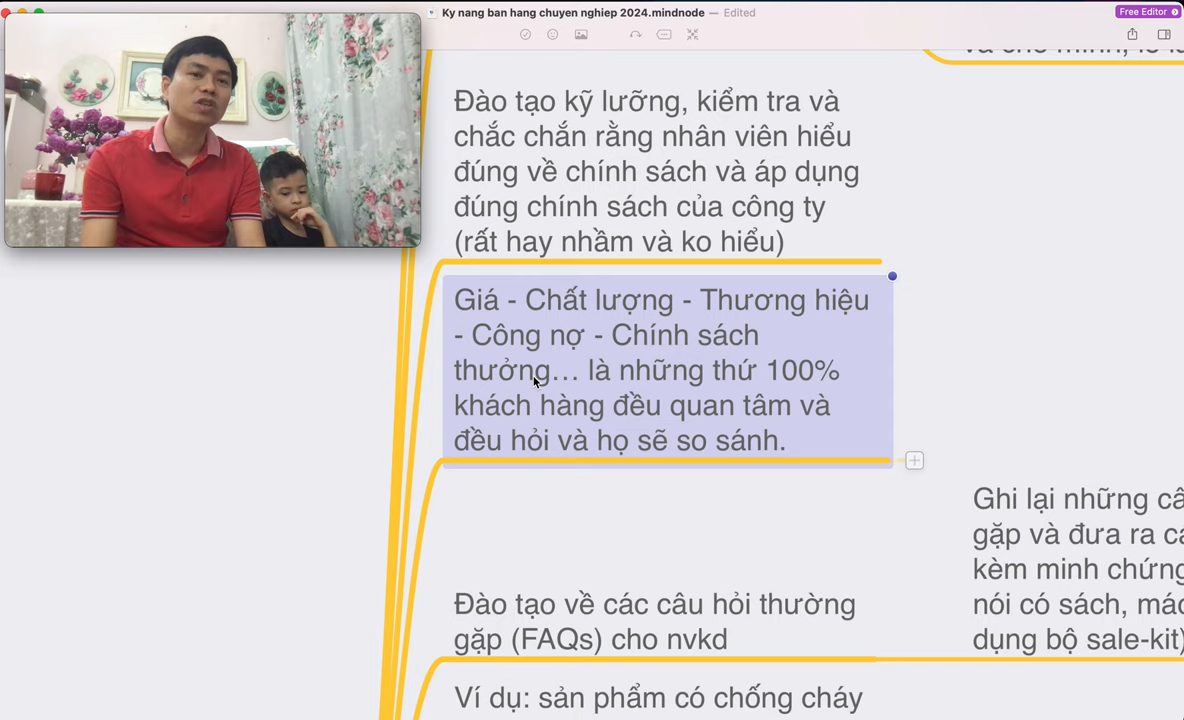 Ky nang ban hang chuyen nghiep 2024.mindnode — Edited
Free Editor
Đào tạo kỹ lưỡng, kiểm tra và
chắc chắn rằng nhân viên hiểu
đúng về chính sách và áp dụng
đúng chính sách của công ty
(rất hay nhầm và ko hiểu)
Giá - Chất lượng - Thương hiệu
- Công nợ - Chính sách
thưởng... là những thứ 100%
khách hàng đều quan tâm và
đều hỏi và họ sẽ so sánh.
Ghi lại những
gặp và đưa ra
kèm minh chứng
nói có sách,
dụng bộ sale-kit)
Đào tạo về các câu hỏi thường
gặp (FAQs) cho nvkd
Ví dụ: sản phẩm có chống cháy